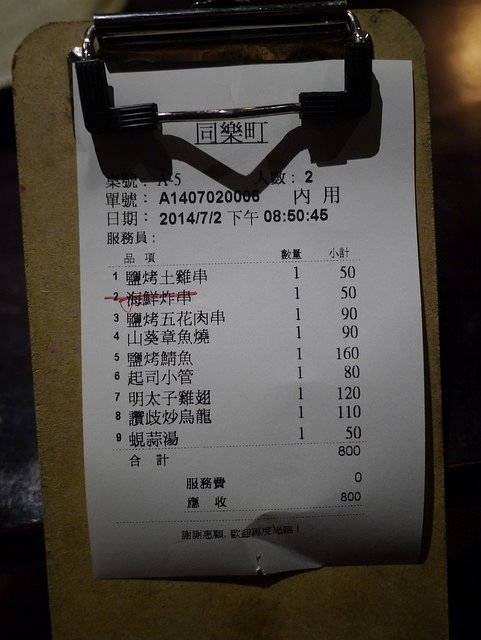 同樂町
桌號: A-5 人數: 2
單號: A1407020006 內用
日期: 2014/7/2 下午 08:50:45
服務員:
品項 數量 小計
1 鹽烤土雞串 1 50
2 海鮮炸串 1 50
3 鹽烤五花肉串 1 90
4 山葵章魚燒 1 90
5 鹽烤鯖魚 1 160
6 起司小管 1 80
7 明太子雞翅 1 120
8 讚歧炒烏龍 1 110
9 蜆蒜湯 1 50
合計 800
服務費 0
應收 800
謝謝惠顧, 歡迎再度光臨!